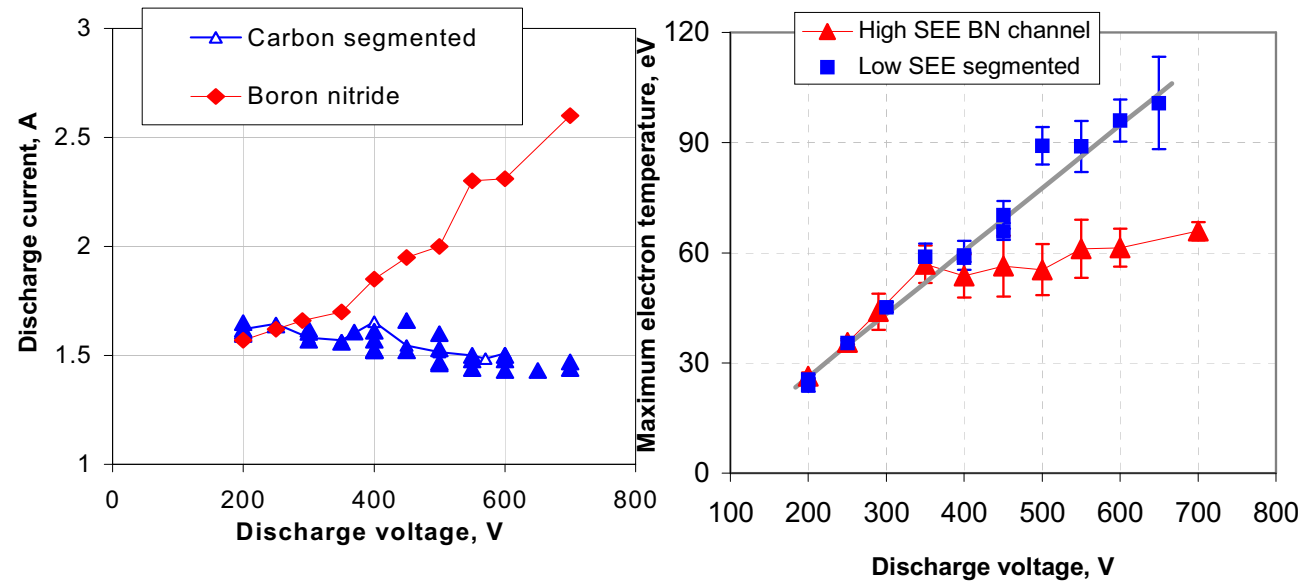 Carbon segmented
Boron nitride
Discharge current, A
3
2.5
2
1.5
1
0 200 400 600 800
Discharge voltage, V
High SEE BN channel
Low SEE segmented
Maximum electron temperature, eV
120
90
60
30
0
100 200 300 400 500 600 700 800
Discharge voltage, V